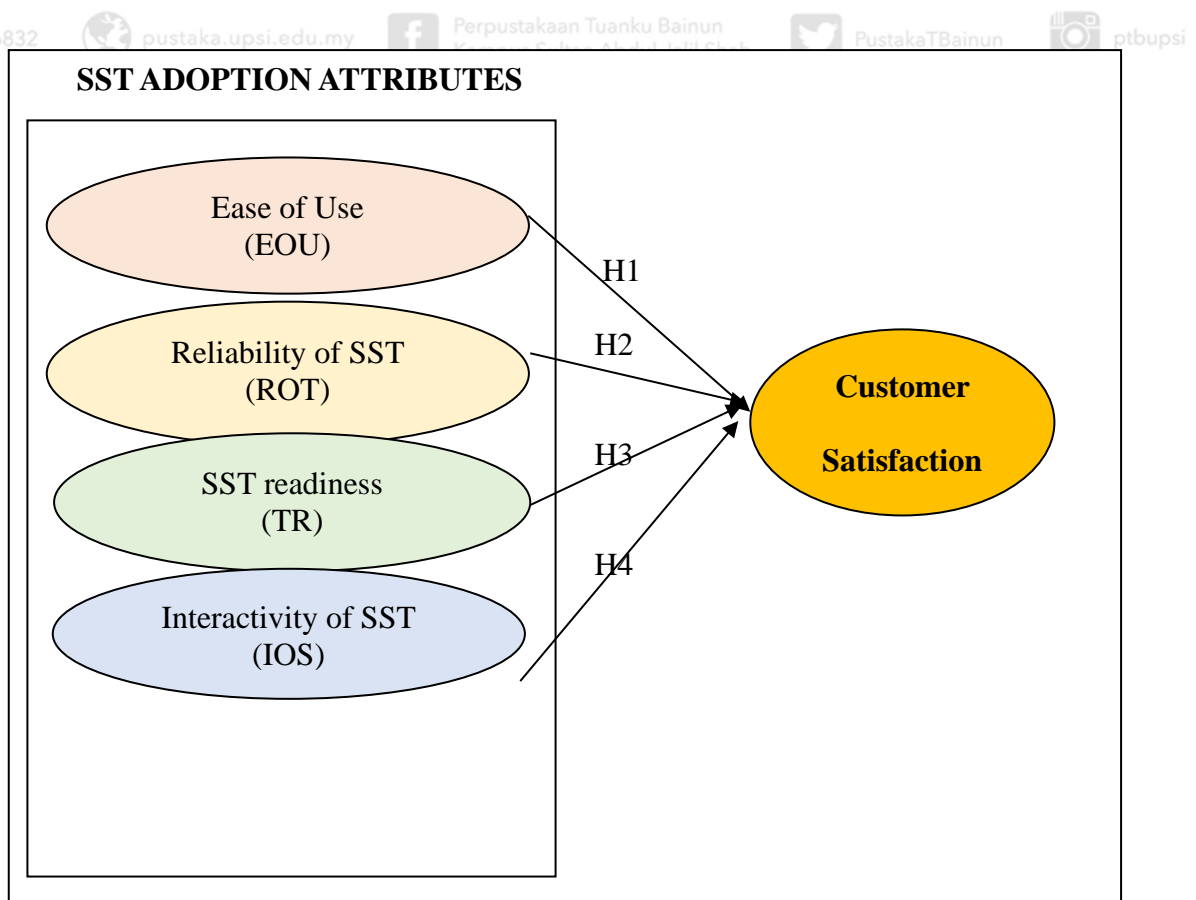 832
pustaka.upsi.edu.my
Perpustakaan Tuanku Bainun
PustakaTBainun
ptbupsi
SST ADOPTION ATTRIBUTES
Ease of Use
(EOU)
H1
Reliability of SST
(ROT)
H2
Customer
Satisfaction
SST readiness
(TR)
H3
Interactivity of SST
(IOS)
H4